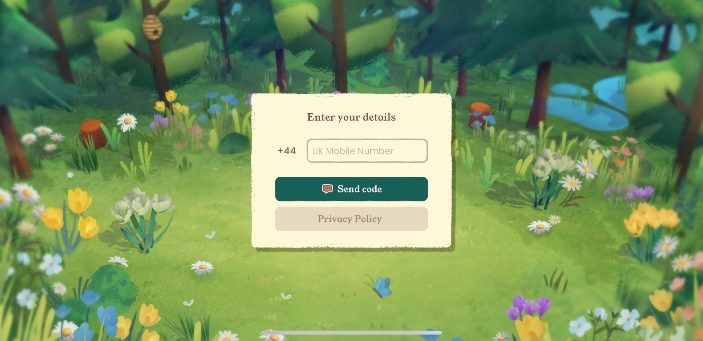 Enter your details
+44 UK Mobile Number
Send code
Privacy Policy